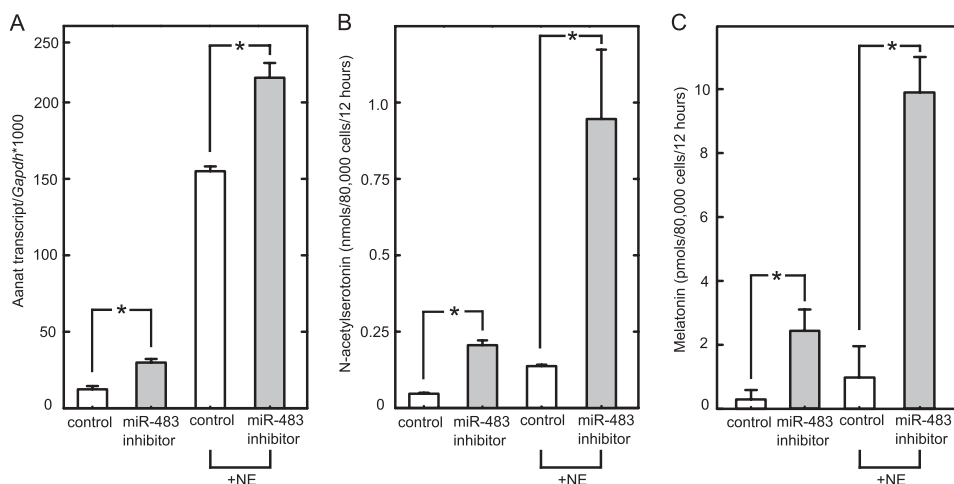 A
Aanat transcript/Gapdh*1000
250
200
150
100
50
0
*
*
control
miR-483
inhibitor
control
miR-483
inhibitor
+NE
B
N-acetylserotonin (nmols/80,000 cells/12 hours)
1.0
0.75
0.5
0.25
0
*
*
control
miR-483
inhibitor
control
miR-483
inhibitor
+NE
C
Melatonin (pmols/80,000 cells/12 hours)
10
8
6
4
2
0
*
*
control
miR-483
inhibitor
control
miR-483
inhibitor
+NE